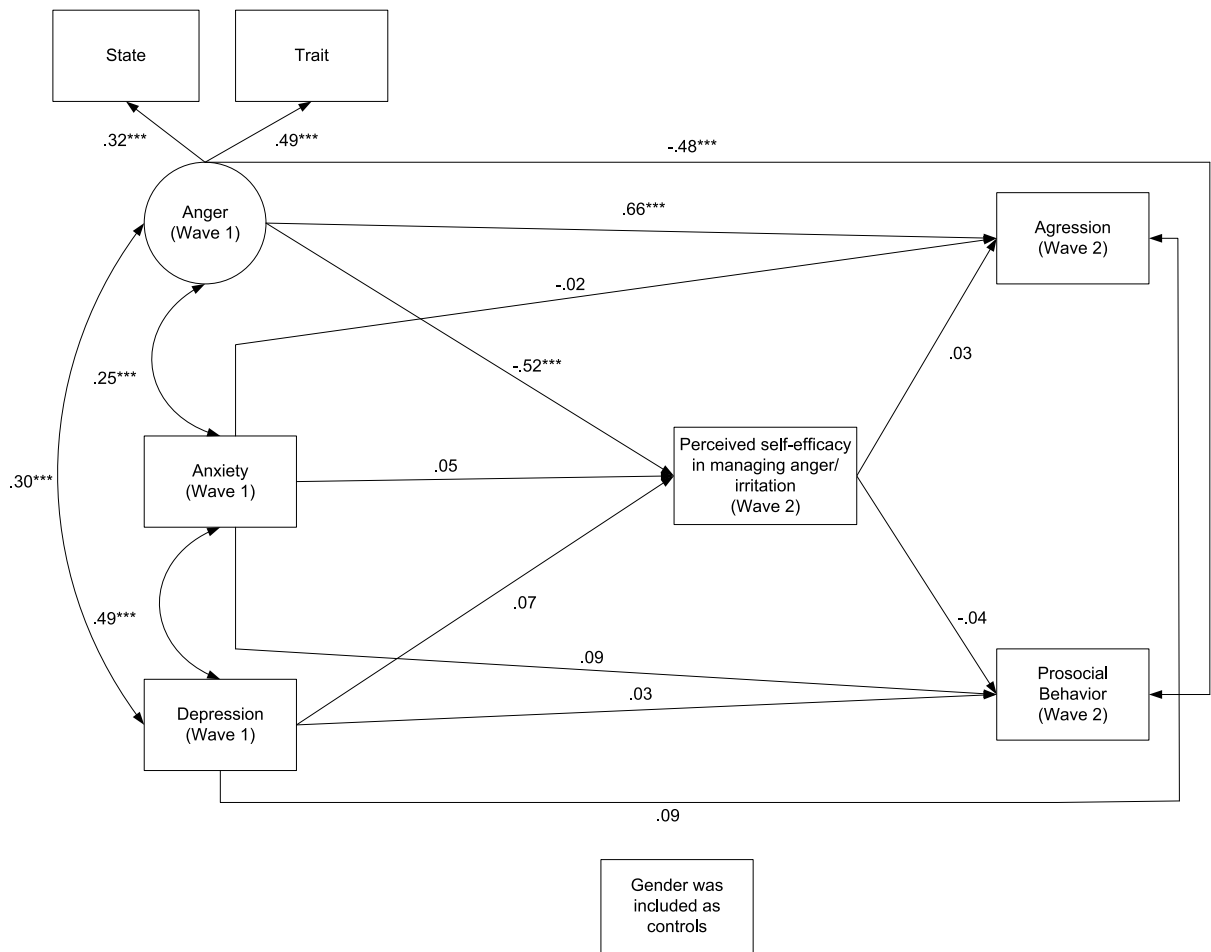 State
Trait
.32***
.49***
-.48***
Anger
(Wave 1)
.66***
Agression
(Wave 2)
-.02
.03
-.52***
.25***
Perceived self-efficacy
in managing anger/
irritation
(Wave 2)
Anxiety
(Wave 1)
.05
.30***
.07
-.04
.49***
.09
Prosocial
Behavior
(Wave 2)
.03
Depression
(Wave 1)
.09
Gender was
included as
controls